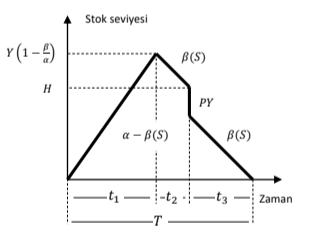 Stok seviyesi
Y(1 − β/α)
β(S)
H
PY
α − β(S)
β(S)
t₁
t₂
t₃
Zaman
T